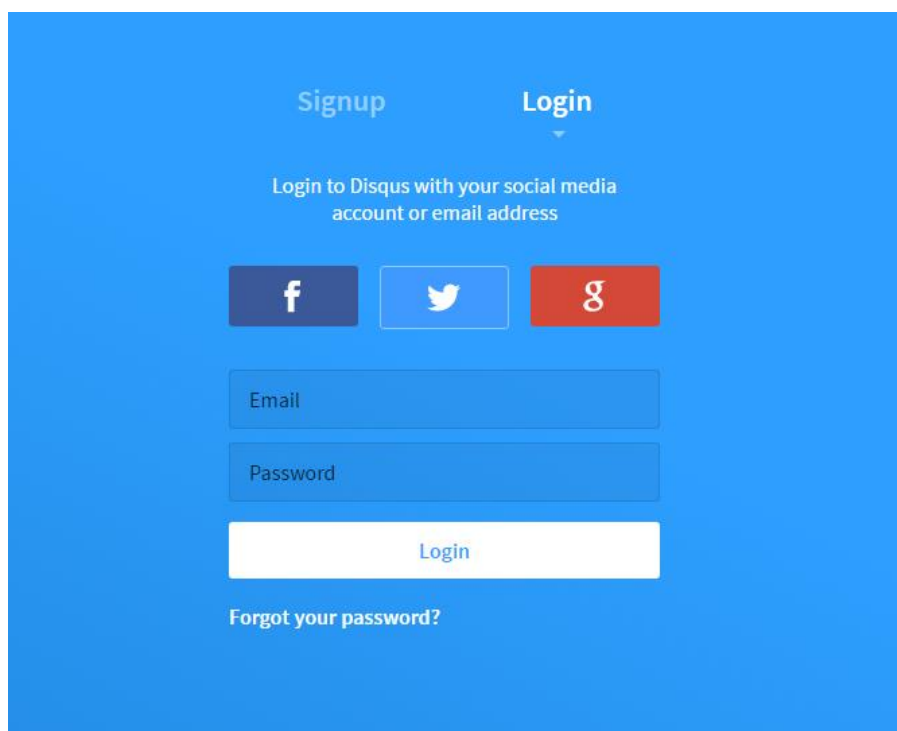 Signup Login
Login to Disqus with your social media
account or email address
f g
Email
Password
Login
Forgot your password?